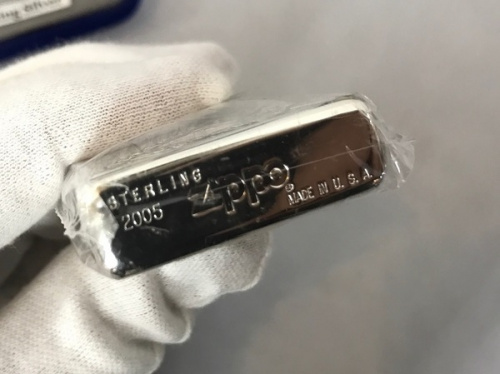 STERLING
2005
Zippo®
MADE IN U. S. A.